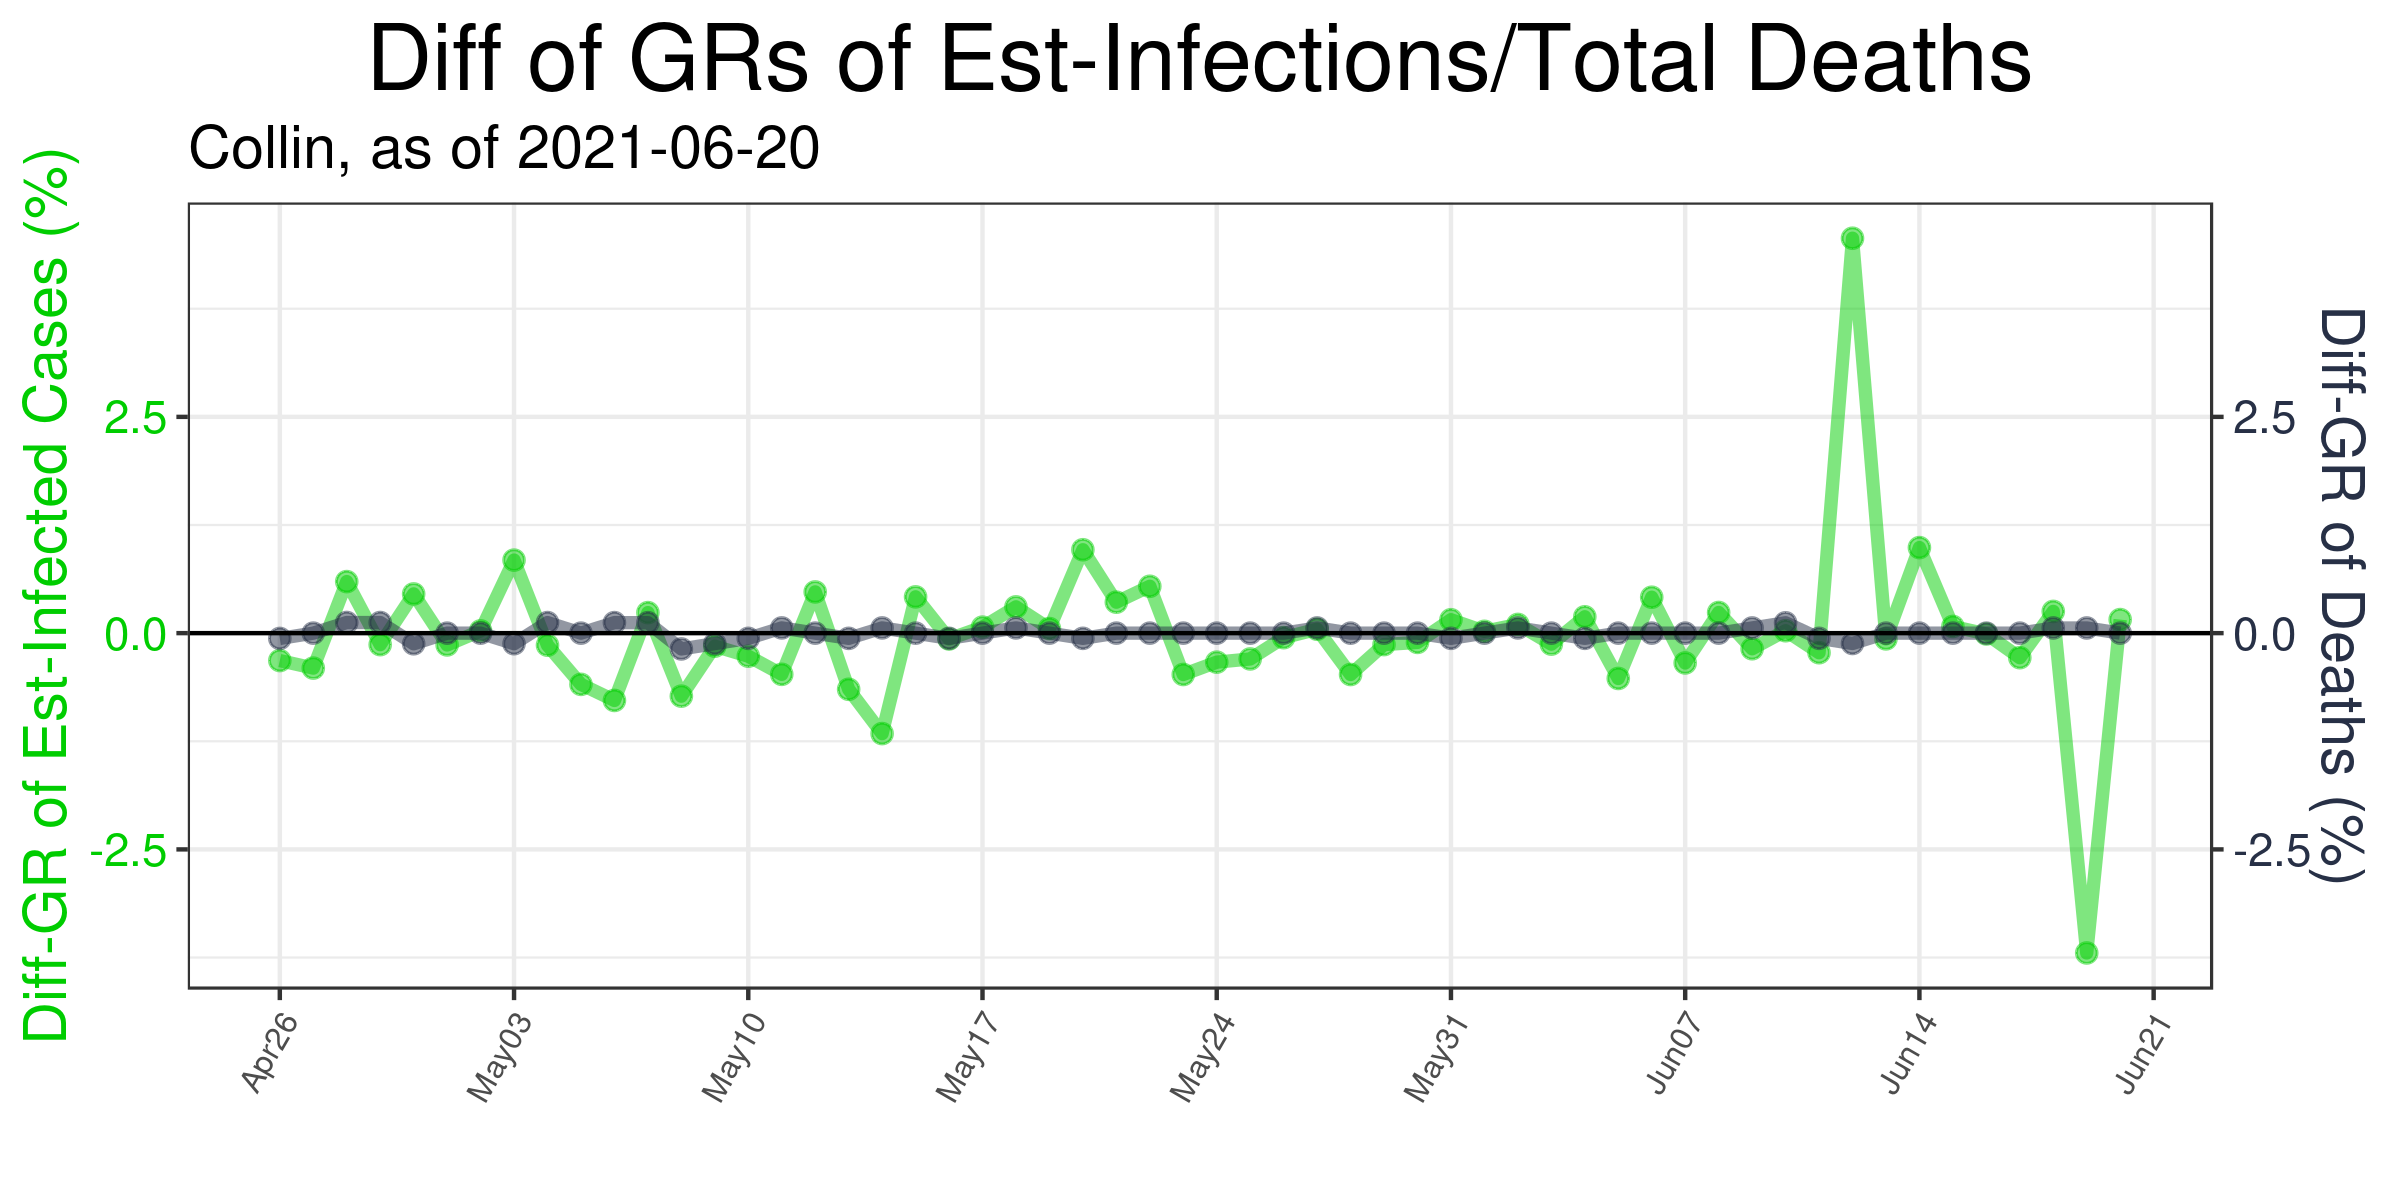 Diff of GRs of Est-Infections/Total Deaths
Collin, as of 2021-06-20
Diff-GR of Est-Infected Cases (%)
2.5
0.0
-2.5
2.5
0.0
-2.5
Diff-GR of Deaths (%)
Apr26
May03
May10
May17
May24
May31
Jun07
Jun14
Jun21